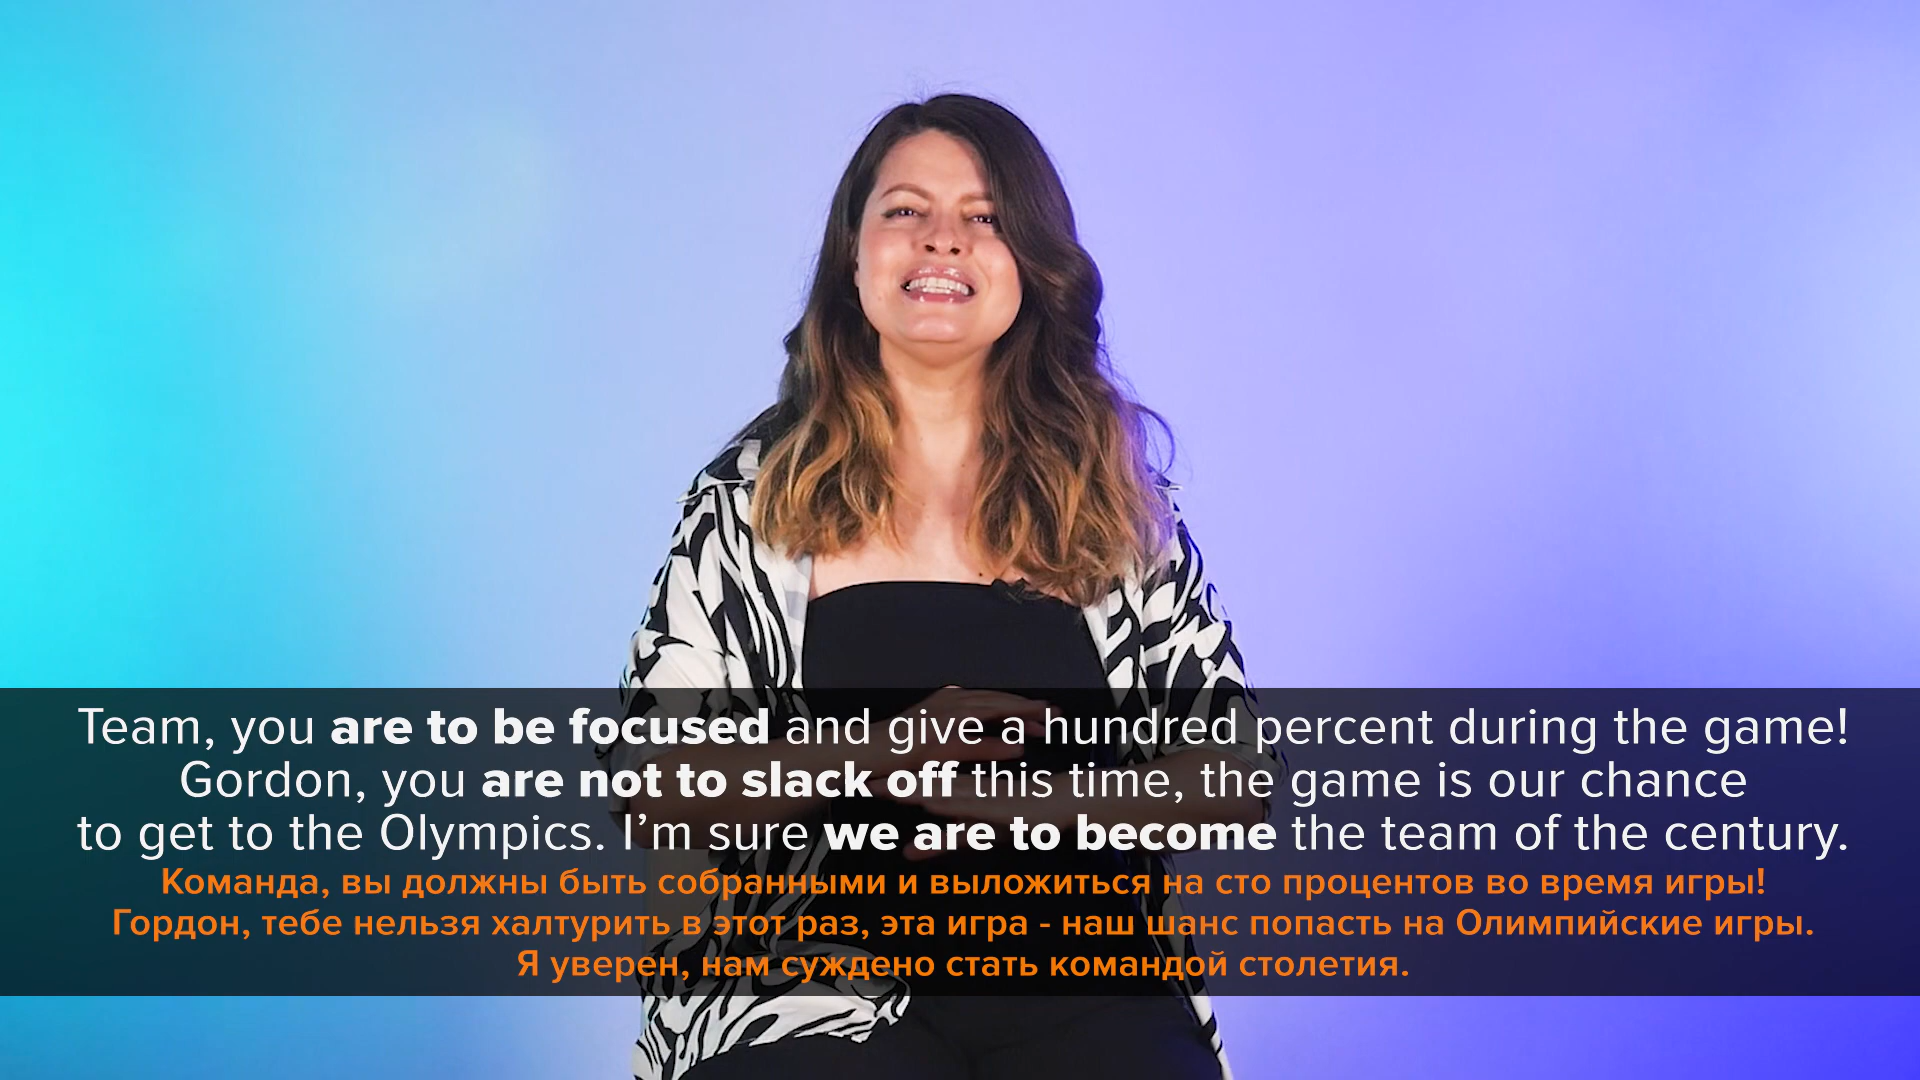 Team, you are to be focused and give a hundred percent during the game!
Gordon, you are not to slack off this time, the game is our chance
to get to the Olympics. I’m sure we are to become the team of the century.
Команда, вы должны быть собранными и выложиться на сто процентов во время игры!
Гордон, тебе нельзя халтурить в этот раз, эта игра - наш шанс попасть на Олимпийские игры.
Я уверен, нам суждено стать командой столетия.